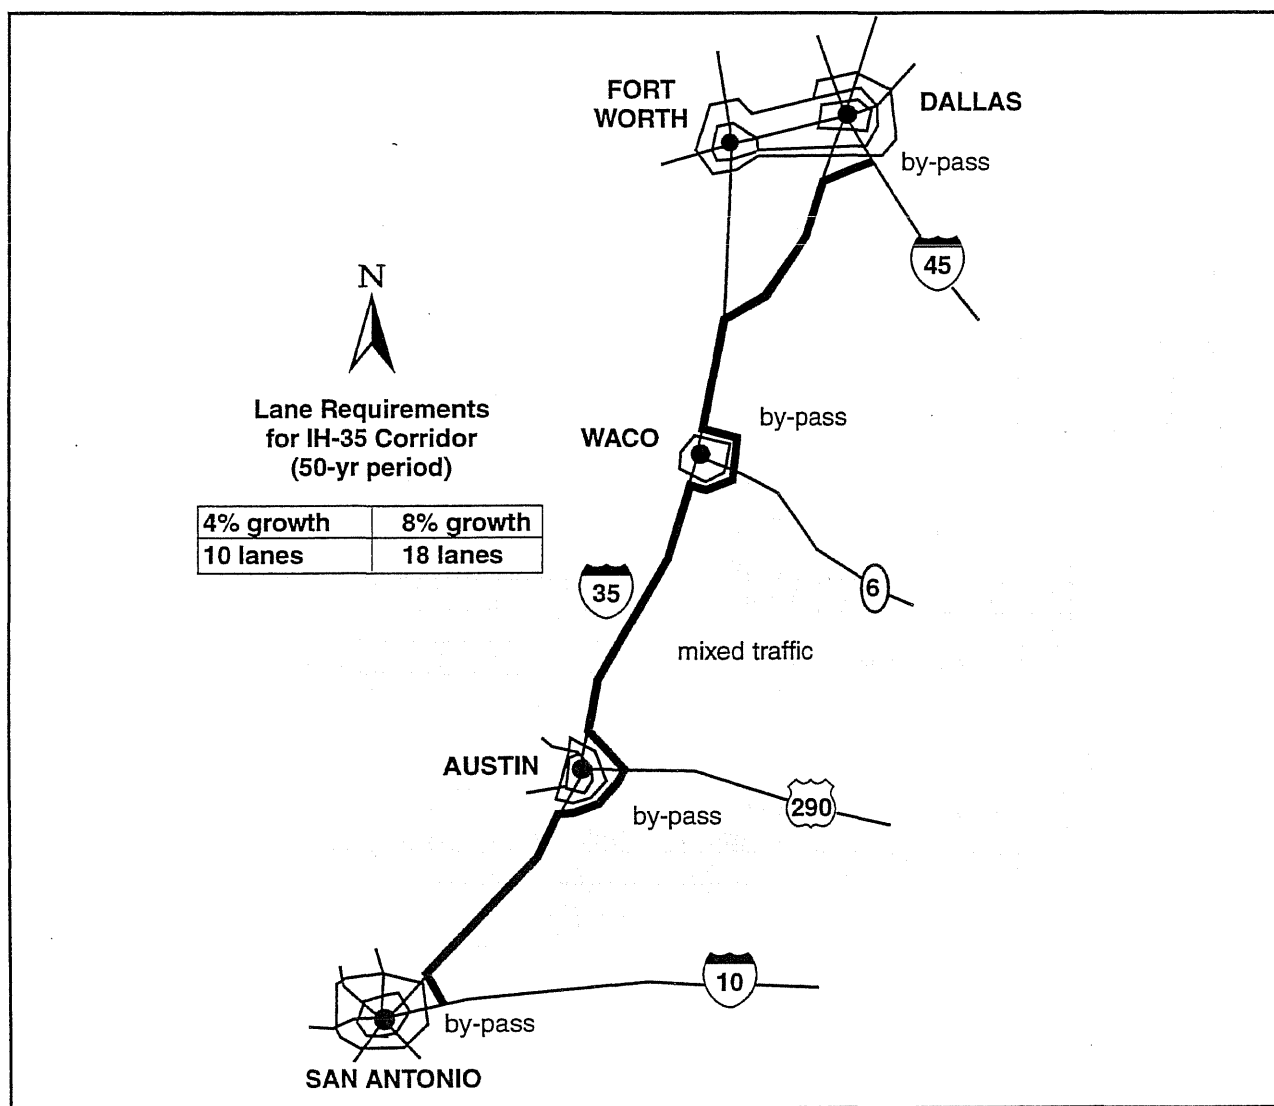 FORT
WORTH
DALLAS
by-pass
45
N
Lane Requirements
for IH-35 Corridor
(50-yr period)
4% growth 8% growth
10 lanes 18 lanes
by-pass
WACO
35
6
mixed traffic
AUSTIN
290
by-pass
10
by-pass
SAN ANTONIO